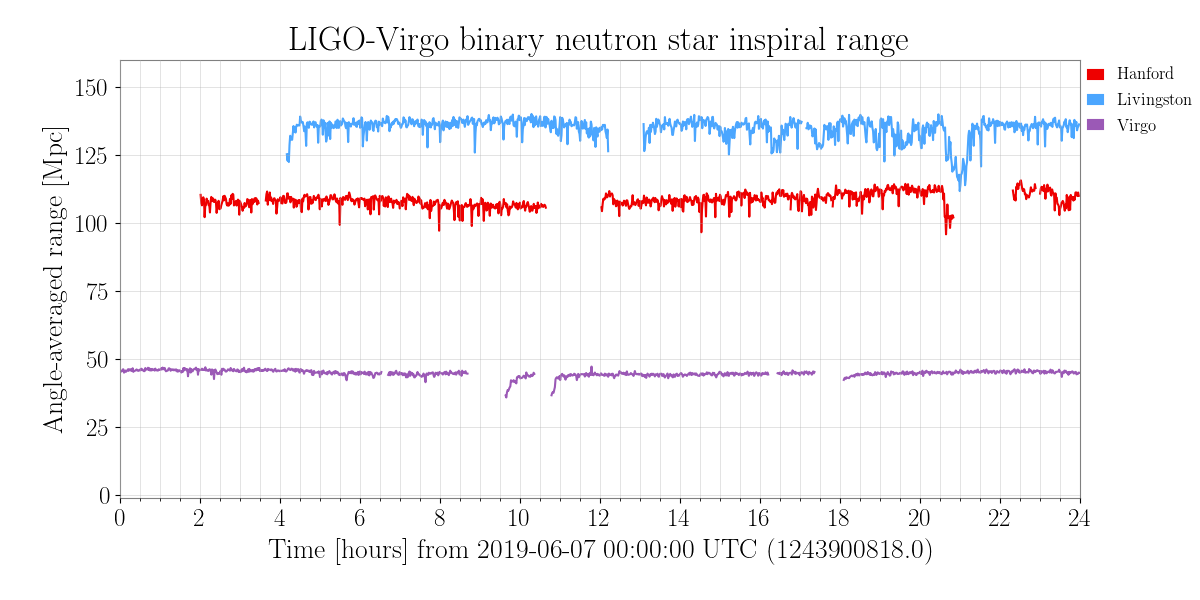 LIGO-Virgo binary neutron star inspiral range
Angle-averaged range [Mpc]
150
125
100
75
50
25
0
0 2 4 6 8 10 12 14 16 18 20 22 24
Time [hours] from 2019-06-07 00:00:00 UTC (1243900818.0)
Hanford
Livingston
Virgo